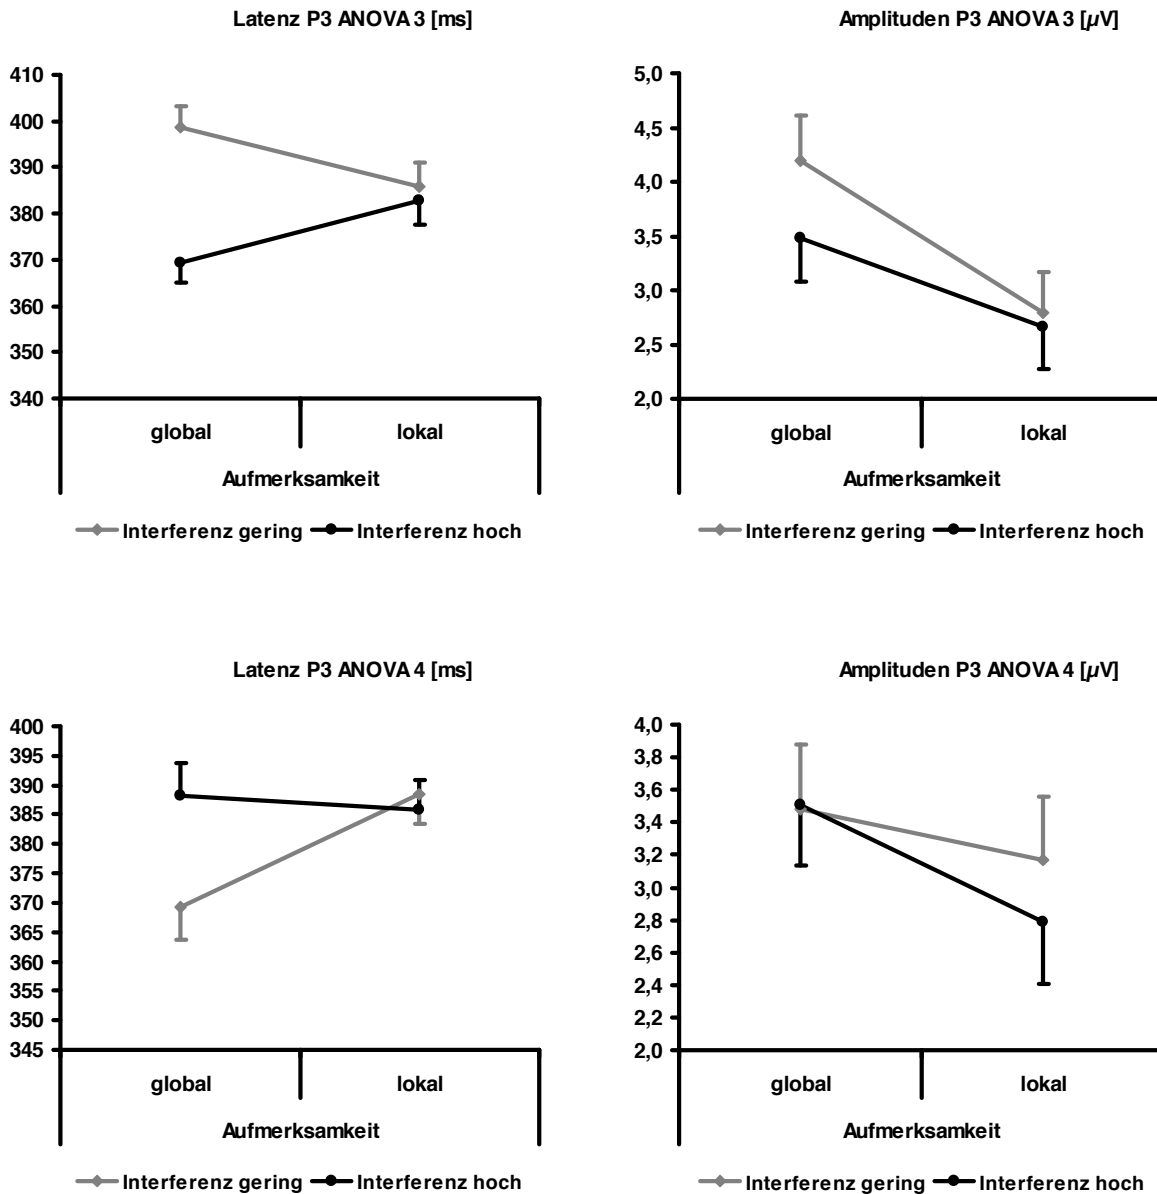 Latenz P3 ANOVA 3 [ms]
410
400
390
380
370
360
350
340
global lokal
Aufmerksamkeit
Interferenz gering Interferenz hoch
Amplituden P3 ANOVA 3 [µV]
5,0
4,5
4,0
3,5
3,0
2,5
2,0
global lokal
Aufmerksamkeit
Interferenz gering Interferenz hoch
Latenz P3 ANOVA 4 [ms]
400
395
390
385
380
375
370
365
360
355
350
345
global lokal
Aufmerksamkeit
Interferenz gering Interferenz hoch
Amplituden P3 ANOVA 4 [µV]
4,0
3,8
3,6
3,4
3,2
3,0
2,8
2,6
2,4
2,2
2,0
global lokal
Aufmerksamkeit
Interferenz gering Interferenz hoch